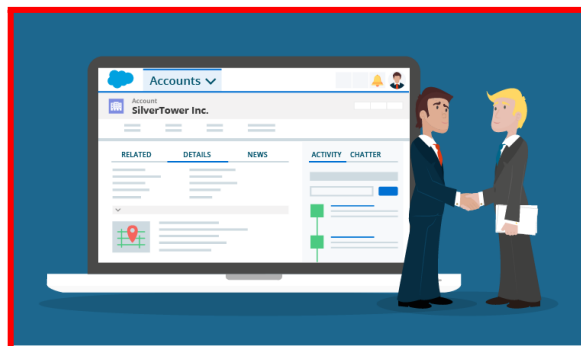 Accounts
Account
SilverTower Inc.
RELATED DETAILS NEWS
ACTIVITY CHATTER